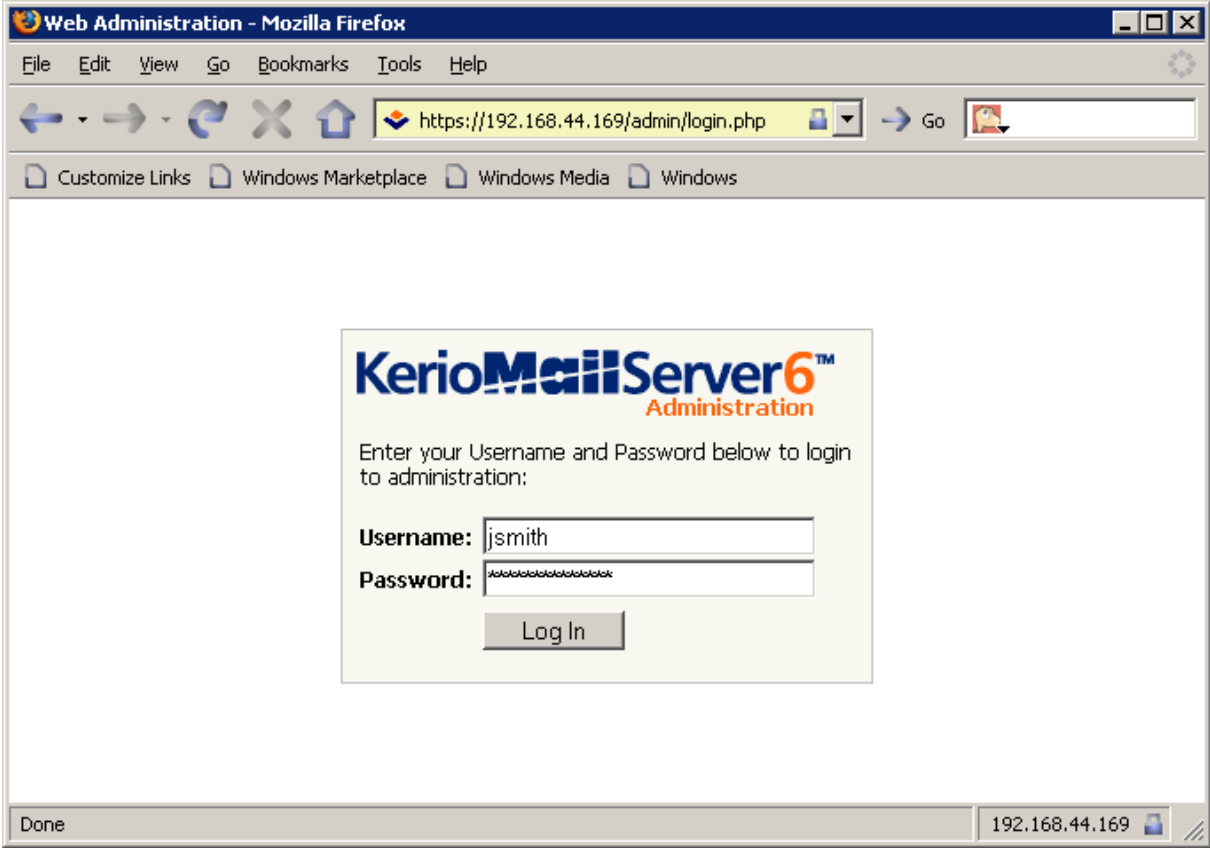 Web Administration - Mozilla Firefox
File Edit View Go Bookmarks Tools Help
https://192.168.44.169/admin/login.php Go
Customize Links Windows Marketplace Windows Media Windows
KerioMailServer6™
Administration
Enter your Username and Password below to login
to administration:
Username: jsmith
Password: ***************
Log In
Done 192.168.44.169